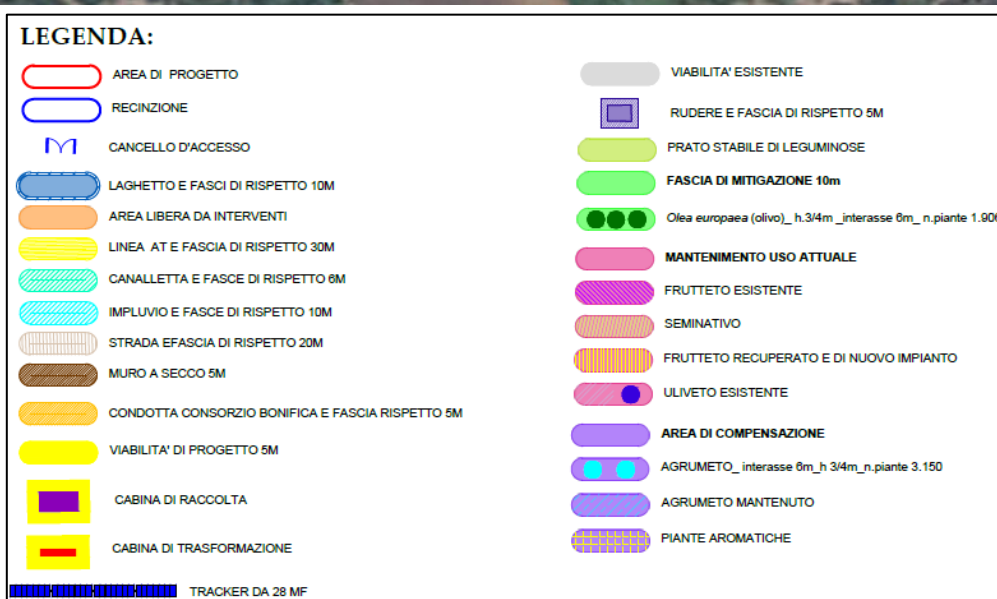 LEGENDA:
AREA DI PROGETTO
RECINZIONE
CANCELLO D'ACCESSO
LAGHETTO E FASCI DI RISPETTO 10M
AREA LIBERA DA INTERVENTI
LINEA AT E FASCIA DI RISPETTO 30M
CANALLETTA E FASCE DI RISPETTO 6M
IMPLUVIO E FASCE DI RISPETTO 10M
STRADA EFASCIA DI RISPETTO 20M
MURO A SECCO 5M
CONDOTTA CONSORZIO BONIFICA E FASCIA RISPETTO 5M
VIABILITA' DI PROGETTO 5M
CABINA DI RACCOLTA
CABINA DI TRASFORMAZIONE
TRACKER DA 28 MF
VIABILITA' ESISTENTE
RUDERE E FASCIA DI RISPETTO 5M
PRATO STABILE DI LEGUMINOSE
FASCIA DI MITIGAZIONE 10m
Olea europaea (olivo)_ h.3/4m _interasse 6m_ n.piante 1.906
MANTENIMENTO USO ATTUALE
FRUTTETO ESISTENTE
SEMINATIVO
FRUTTETO RECUPERATO E DI NUOVO IMPIANTO
ULIVETO ESISTENTE
AREA DI COMPENSAZIONE
AGRUMETO_ interasse 6m_h 3/4m_n.piante 3.150
AGRUMETO MANTENUTO
PIANTE AROMATICHE